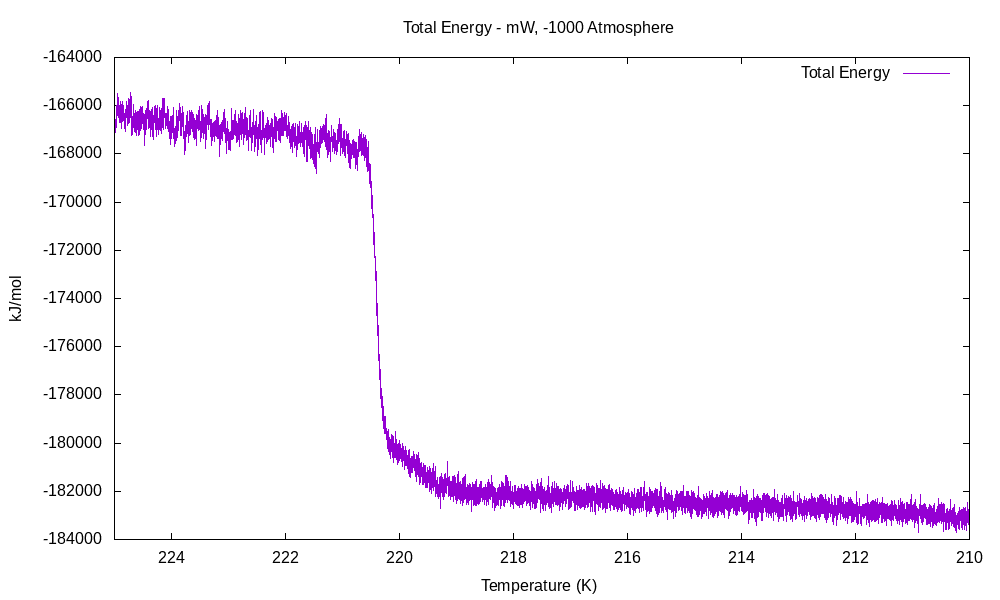 Total Energy - mW, -1000 Atmosphere
Total Energy
-164000
-166000
-168000
-170000
-172000
-174000
-176000
-178000
-180000
-182000
-184000
kJ/mol
224 222 220 218 216 214 212 210
Temperature (K)